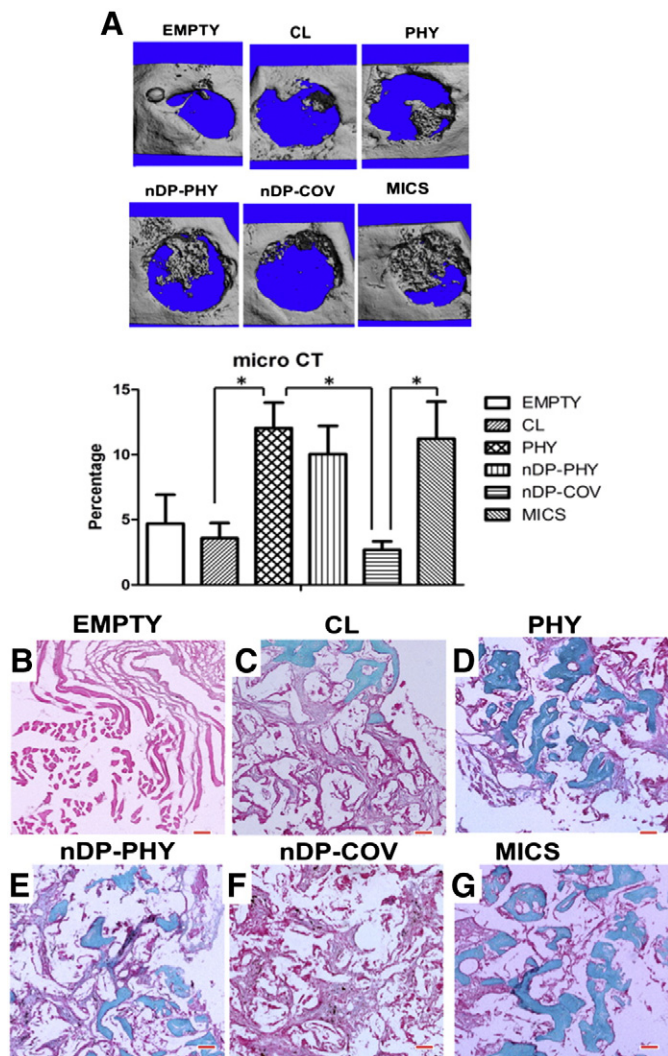 A
EMPTY CL PHY
nDP-PHY nDP-COV MICS
micro CT
Percentage
15
10
5
0
* * *
EMPTY
CL
PHY
nDP-PHY
nDP-COV
MICS
EMPTY CL PHY
B C D
nDP-PHY nDP-COV MICS
E F G